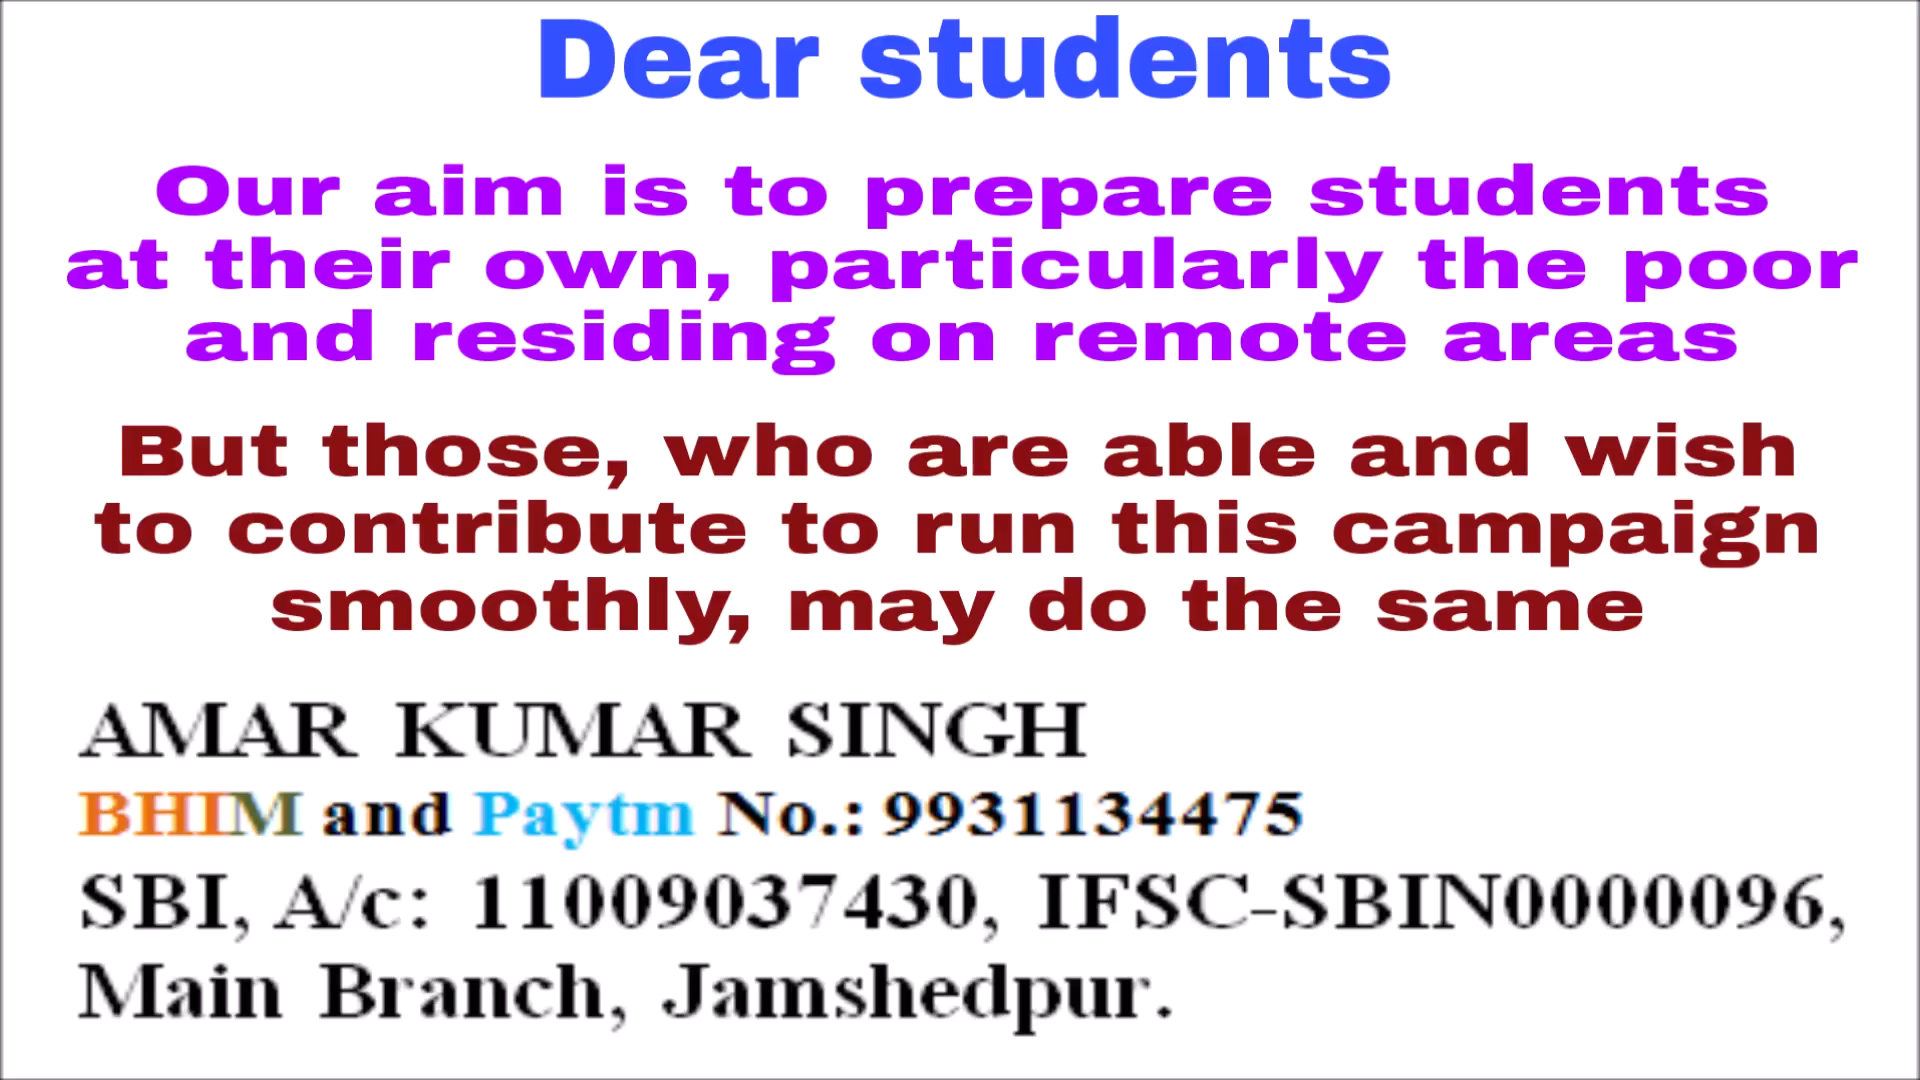 Dear students
Our aim is to prepare students
at their own, particularly the poor
and residing on remote areas
But those, who are able and wish
to contribute to run this campaign
smoothly, may do the same
AMAR KUMAR SINGH
BHIM and Paytm No.: 9931134475
SBI, A/c: 11009037430, IFSC-SBIN0000096,
Main Branch, Jamshedpur.